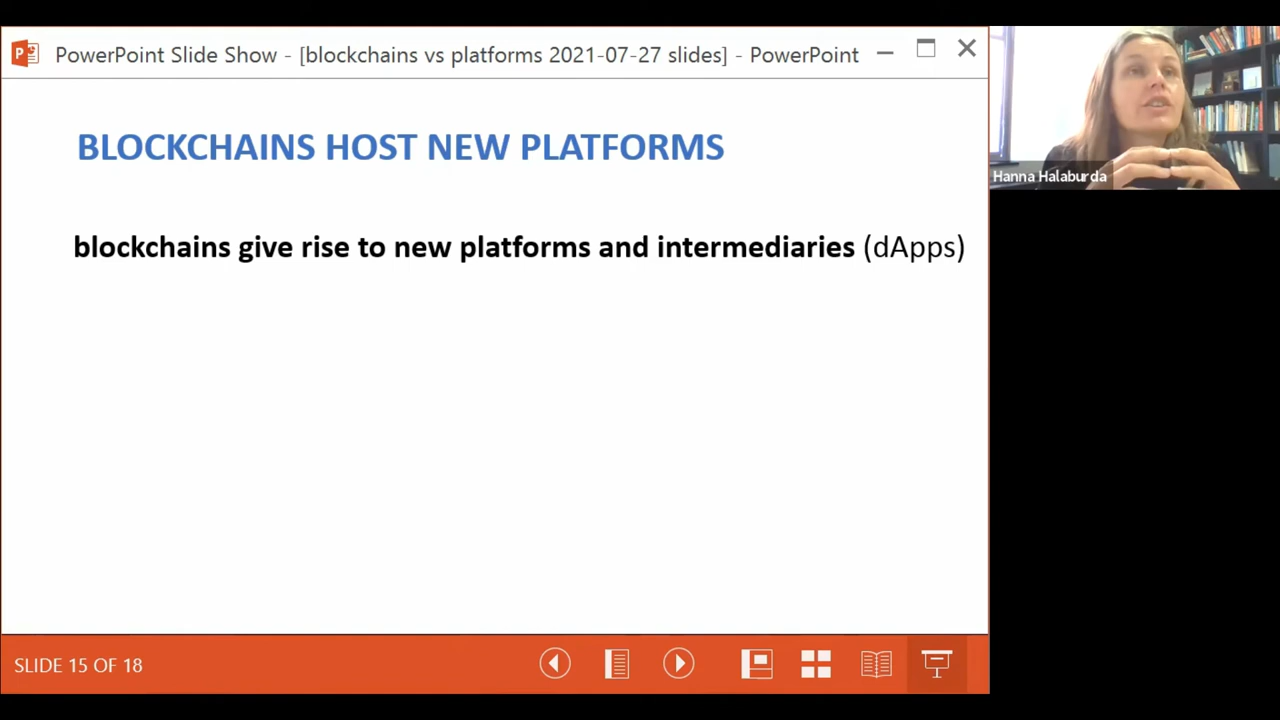 PowerPoint Slide Show - [blockchains vs platforms 2021-07-27 slides] - PowerPoint
Hanna Halaburda
BLOCKCHAINS HOST NEW PLATFORMS
blockchains give rise to new platforms and intermediaries (dApps)
SLIDE 15 OF 18